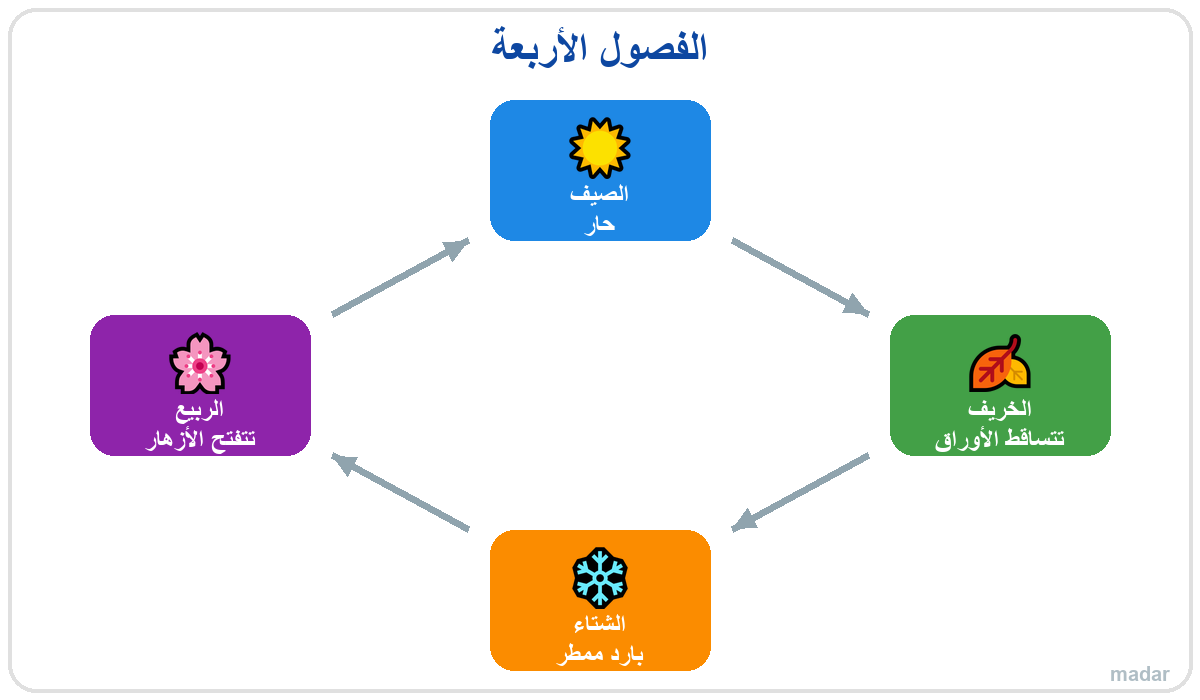 الفصول الأربعة
الصيف
حار
الخريف
تتساقط الأوراق
الشتاء
بارد ممطر
الربيع
تتفتح الأزهار
madar